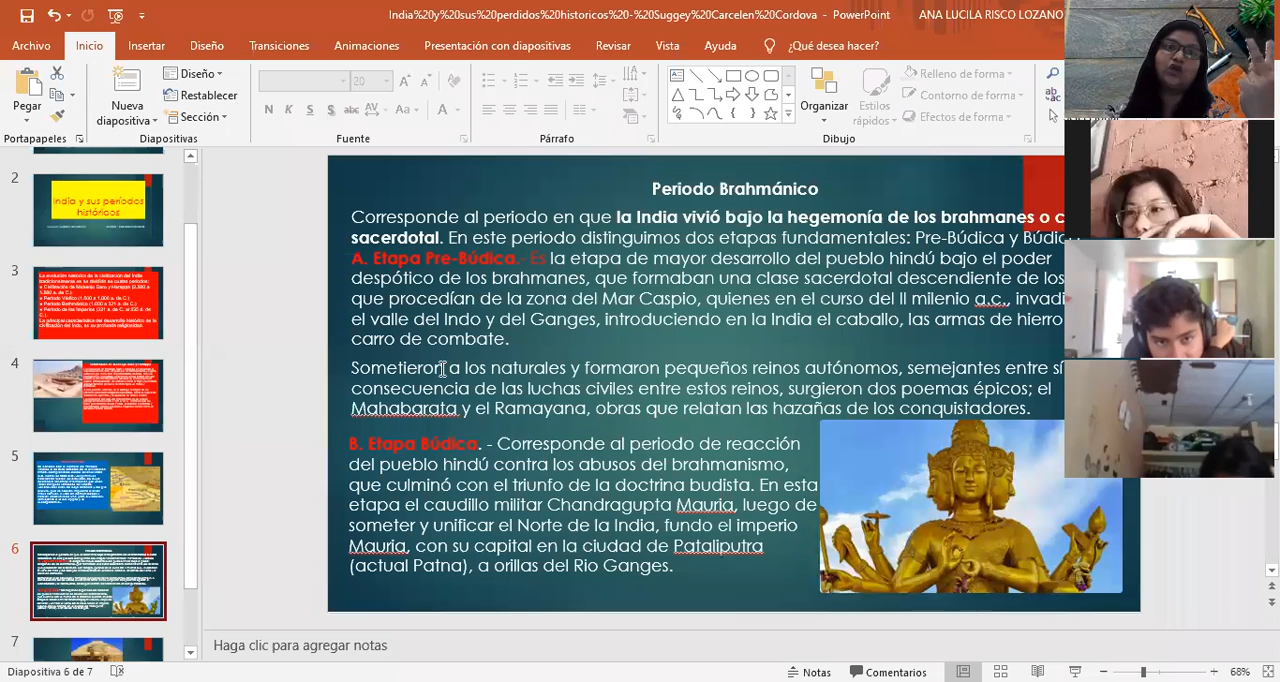 India%20y%20sus%20perdidos%20historicos%20-%20Suggey%20Carcelen%20Cordova - PowerPoint
ANA LUCILA RISCO LOZANO
Archivo
Inicio
Insertar
Diseño
Transiciones
Animaciones
Presentación con diapositivas
Revisar
Vista
Ayuda
¿Qué desea hacer?
Pegar
Nueva diapositiva
Diseño
Restablecer
Sección
20
N K S S abc AV Aa A
Organizar
Estilos rápidos
Relleno de forma
Contorno de forma
Efectos de forma
Portapapeles
Diapositivas
Fuente
Párrafo
Dibujo
2
India y sus períodos
históricos
3
4
5
6
7
Periodo Brahmánico
Corresponde al periodo en que la India vivió bajo la hegemonía de los brahmanes o
sacerdotal. En este periodo distinguimos dos etapas fundamentales: Pre-Búdica y
A. Etapa Pre-Búdica.- Es la etapa de mayor desarrollo del pueblo hindú bajo el poder
despótico de los brahmanes, que formaban una clase sacedotal descendiente de los
que procedían de la zona del Mar Caspio, quienes en el curso del II milenio a.c., invadi
el valle del Indo y del Ganges, introduciendo en la India el caballo, las armas de hierro
carro de combate.
Sometieron a los naturales y formaron pequeños reinos autónomos, semejantes entre sí
consecuencia de las luchas civiles entre estos reinos, surgieron dos poemas épicos; el
Mahabarata y el Ramayana, obras que relatan las hazañas de los conquistadores.
B. Etapa Búdica. - Corresponde al periodo de reacción
del pueblo hindú contra los abusos del brahmanismo,
que culminó con el triunfo de la doctrina budista. En esta
etapa el caudillo militar Chandragupta Mauria, luego de
someter y unificar el Norte de la India, fundo el imperio
Mauria, con su capital en la ciudad de Pataliputra
(actual Patna), a orillas del Rio Ganges.
Haga clic para agregar notas
Diapositiva 6 de 7
Notas
Comentarios
68%